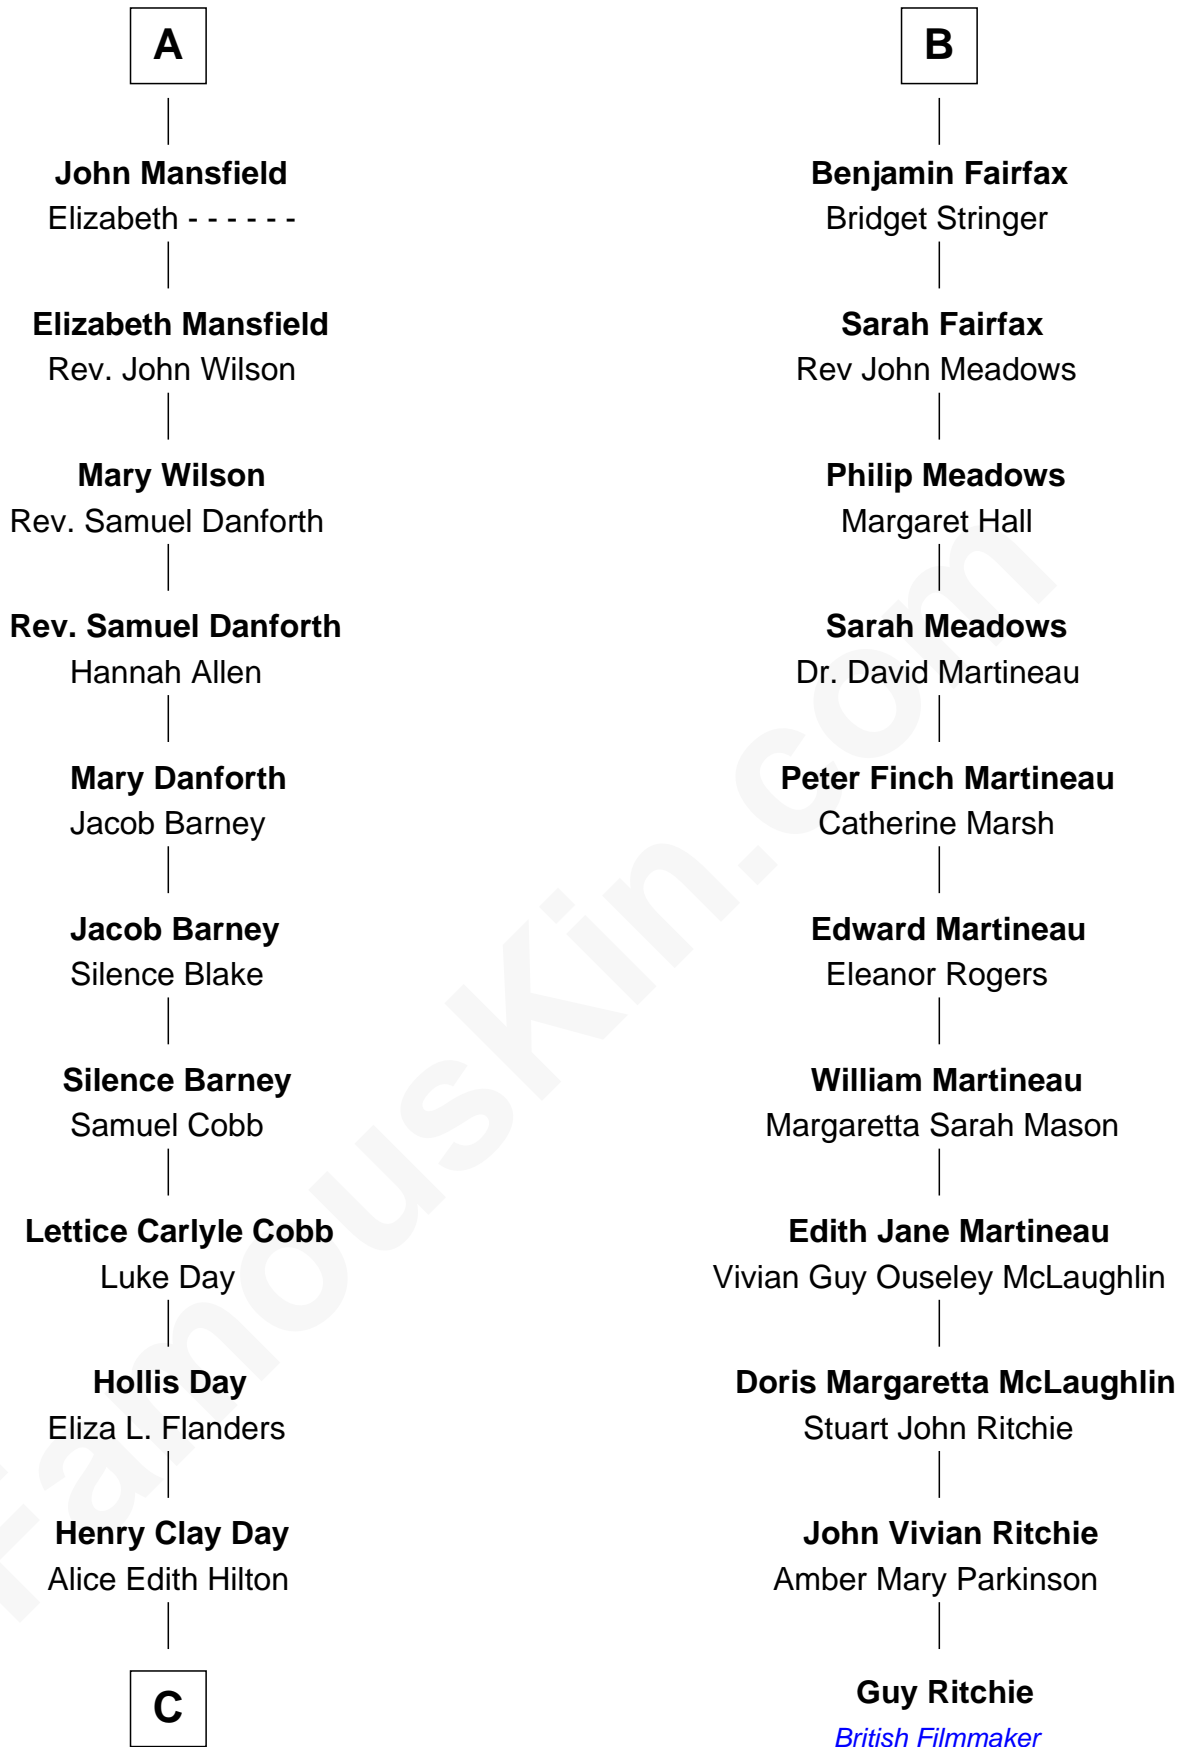 A
John Mansfield
Elizabeth - - - - - -
Elizabeth Mansfield
Rev. John Wilson
Mary Wilson
Rev. Samuel Danforth
Rev. Samuel Danforth
Hannah Allen
Mary Danforth
Jacob Barney
Jacob Barney
Silence Blake
Silence Barney
Samuel Cobb
Lettice Carlyle Cobb
Luke Day
Hollis Day
Eliza L. Flanders
Henry Clay Day
Alice Edith Hilton
C
B
Benjamin Fairfax
Bridget Stringer
Sarah Fairfax
Rev John Meadows
Philip Meadows
Margaret Hall
Sarah Meadows
Dr. David Martineau
Peter Finch Martineau
Catherine Marsh
Edward Martineau
Eleanor Rogers
William Martineau
Margaretta Sarah Mason
Edith Jane Martineau
Vivian Guy Ouseley McLaughlin
Doris Margaretta McLaughlin
Stuart John Ritchie
John Vivian Ritchie
Amber Mary Parkinson
Guy Ritchie
British Filmmaker
FamousKin.com